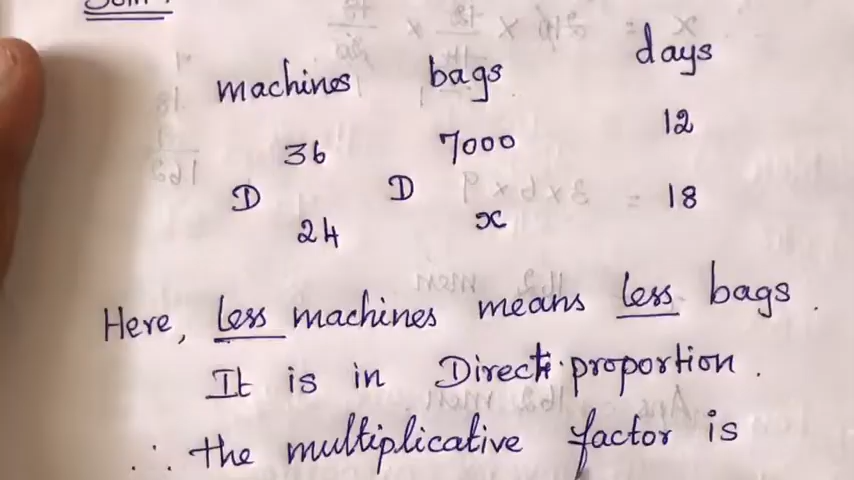 Soln :
machines bags days
36 7000 12
D D
24 x 18
Here, less machines means less bags.
It is in Direct proportion.
∴ the multiplicative factor is